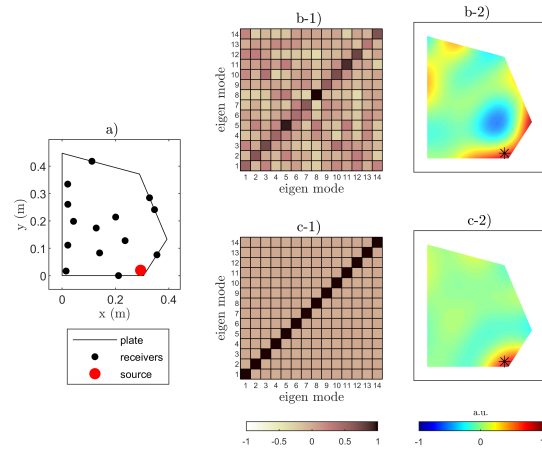 a)
0.4
0.3
0.2
0.1
0
0 0.2 0.4
y (m)
x (m)
plate
receivers
source
b-1)
14
13
12
11
10
9
8
7
6
5
4
3
2
1
1 2 3 4 5 6 7 8 9 10 11 12 13 14
eigen mode
eigen mode
b-2)
c-1)
14
13
12
11
10
9
8
7
6
5
4
3
2
1
1 2 3 4 5 6 7 8 9 10 11 12 13 14
eigen mode
eigen mode
c-2)
-1 -0.5 0 0.5 1
a.u.
-1 0 1